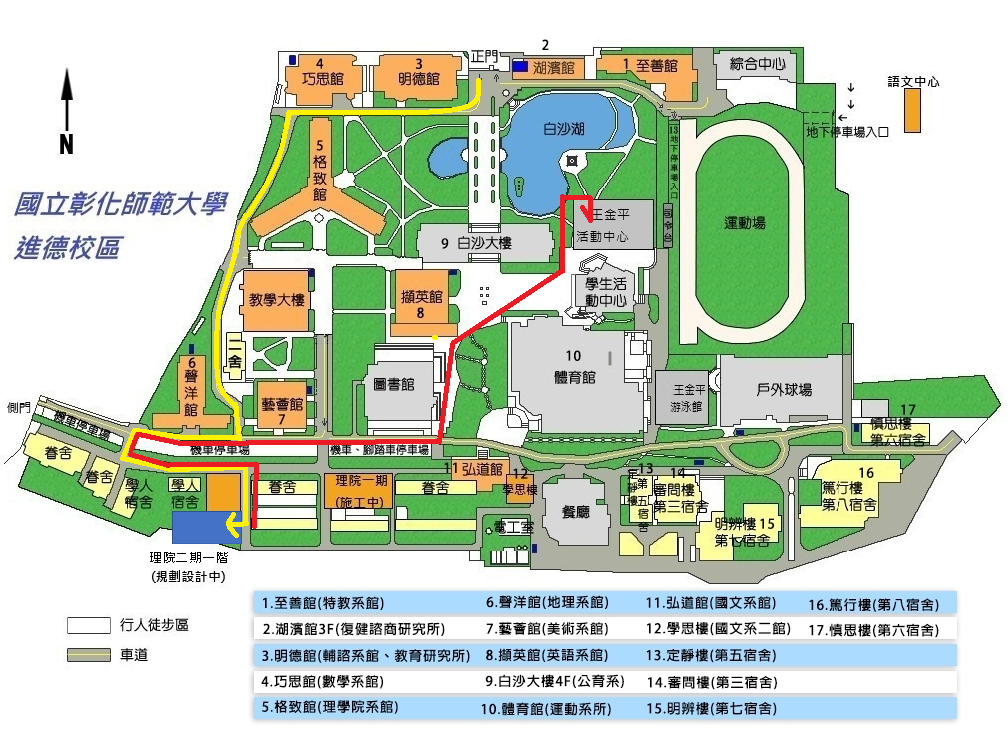 正門
2
湖濱館
3
明德館
4
巧思館
1 至善館
綜合中心
語文中心
地下停車場入口
N
白沙湖
13地下停車場入口
5
格致館
國立彰化師範大學
進德校區
運動場
司令台
王金平
活動中心
9 白沙大樓
教學大樓
擷英館
8
學生活
動中心
二舍
6
聲洋館
藝薈館
7
圖書館
10
體育館
王金平
游泳館
戶外球場
側門
機車停車場
機車停車場
機車、腳踏車停車場
17
慎思樓
第六宿舍
眷舍
眷舍
學人
宿舍
學人
宿舍
眷舍
理院一期
(施工中)
眷舍
11 弘道館
12
學思樓
餐廳
電工室
13
定靜樓
第五宿舍
14
審問樓
第三宿舍
明辨樓 15
第七宿舍
16
篤行樓
第八宿舍
理院二期一階
(規劃設計中)
行人徒步區
車道
1.至善館(特教系館)
6.聲洋館(地理系館)
11.弘道館(國文系館)
16.篤行樓(第八宿舍)
2.湖濱館3F(復健諮商研究所)
7.藝薈館(美術系館)
12.學思樓(國文系二館)
17.慎思樓(第六宿舍)
3.明德館(輔諮系館、教育研究所)
8.擷英館(英語系館)
13.定靜樓(第五宿舍)
4.巧思館(數學系館)
9.白沙大樓4F(公育系)
14.審問樓(第三宿舍)
5.格致館(理學院系館)
10.體育館(運動系所)
15.明辨樓(第七宿舍)